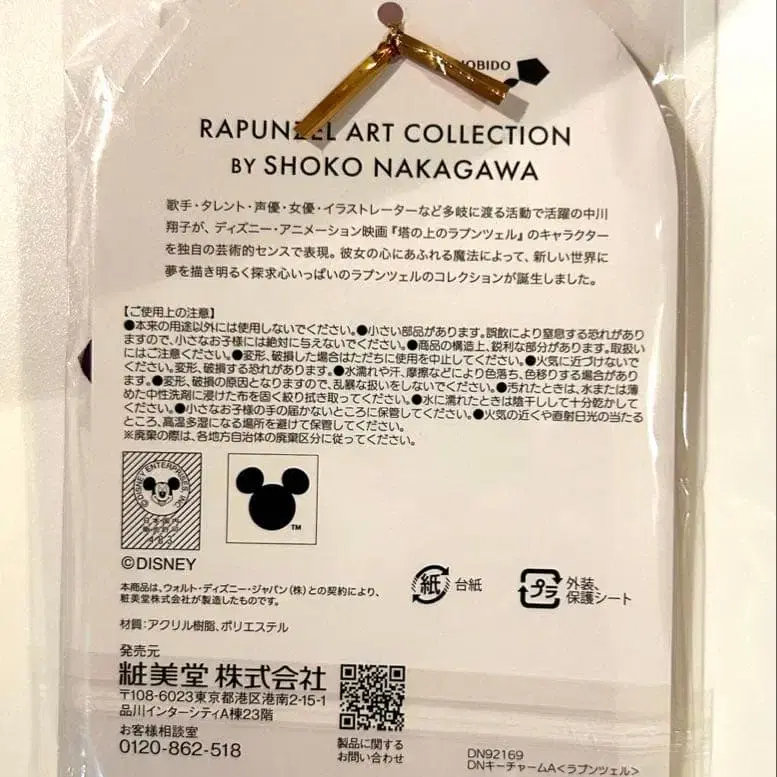 OBIDO
RAPUNZEL ART COLLECTION
BY SHOKO NAKAGAWA
歌手・タレント・声優・女優・イラストレーターなど多岐に渡る活動で活躍の中川
翔子が、ディズニー・アニメーション映画『塔の上のラプンツェル』のキャラクター
を独自の芸術的センスで表現。彼女の心にあふれる魔法によって、新しい世界に
夢を描き明るく探求心いっぱいのラプンツェルのコレクションが誕生しました。
【ご使用上の注意】
●本来の用途以外には使用しないでください。●小さい部品があります。誤飲により窒息する恐れがあり
ますので、小さなお子様には絶対に与えないでください。●商品の構造上、鋭利な部分があります。取扱い
にはご注意ください。●変形、破損した場合はただちに使用を中止してください。●火気に近づけないで
ください。変形、破損する恐れがあります。●水濡れや汗、摩擦などにより色落ち、色移りする場合があり
ます。●変形、破損の原因となりますので、乱暴な扱いをしないでください。●汚れたときは、水または薄
めた中性洗剤に浸けた布を固く絞り拭き取ってください。●水に濡れたときは陰干しして十分乾かして
ください。●小さなお子様の手の届かないところに保管してください。●火気の近くや直射日光の当たる
ところ、高温多湿になる場所を避けて保管してください。
※廃棄の際は、各地方自治体の廃棄区分に従ってください。
©DISNEY ENTERPRISES, INC
日本国内
483
TM
©DISNEY
本商品は、ウォルト・ディズニー・ジャパン(株)との契約により、
粧美堂株式会社が製造したものです。
紙 台紙
プラ 外装、
保護シート
材質:アクリル樹脂、ポリエステル
発売元
粧美堂 株式会社
〒108-6023東京都港区港南2-15-1
品川インターシティA棟23階
お客様相談室
0120-862-518
製品に関する
お問い合わせ
DN92169
DNキーチャームA<ラプンツェル>